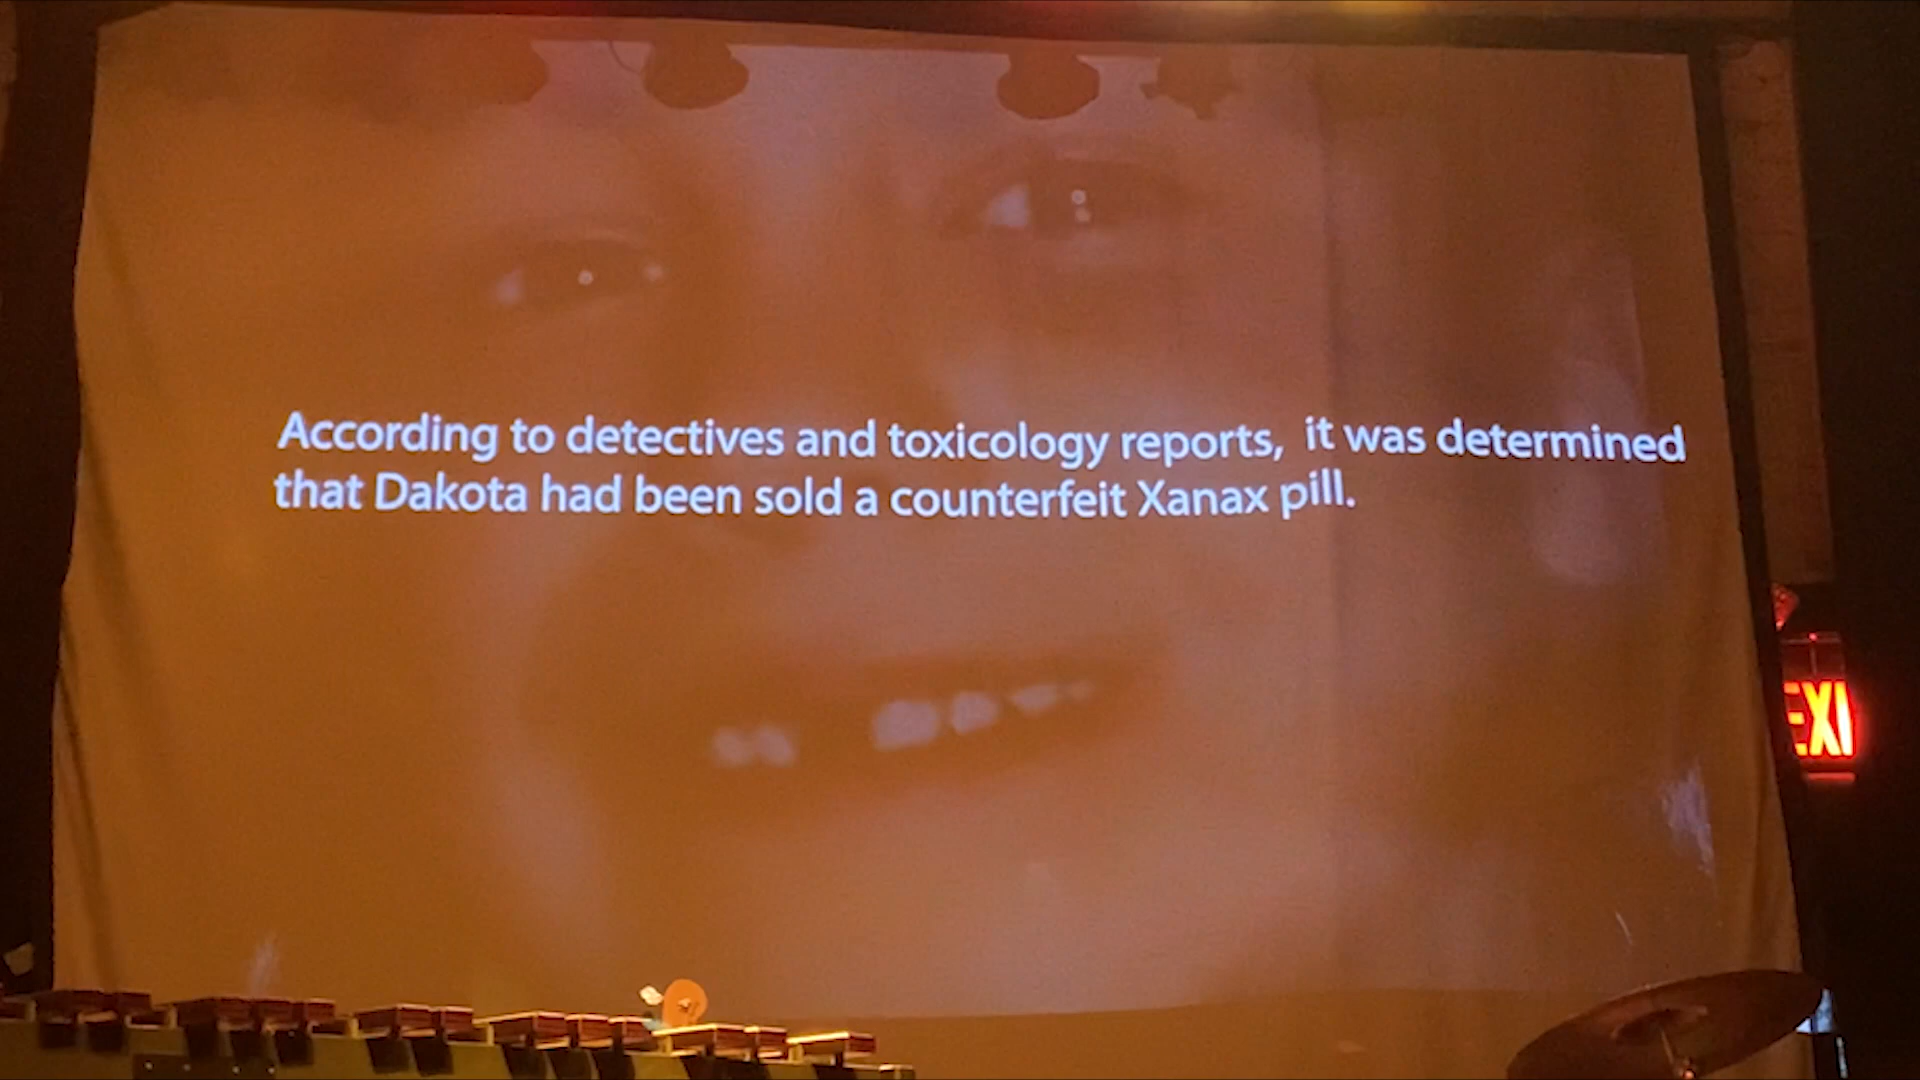 According to detectives and toxicology reports, it was determined
that Dakota had been sold a counterfeit Xanax pill.
EXI